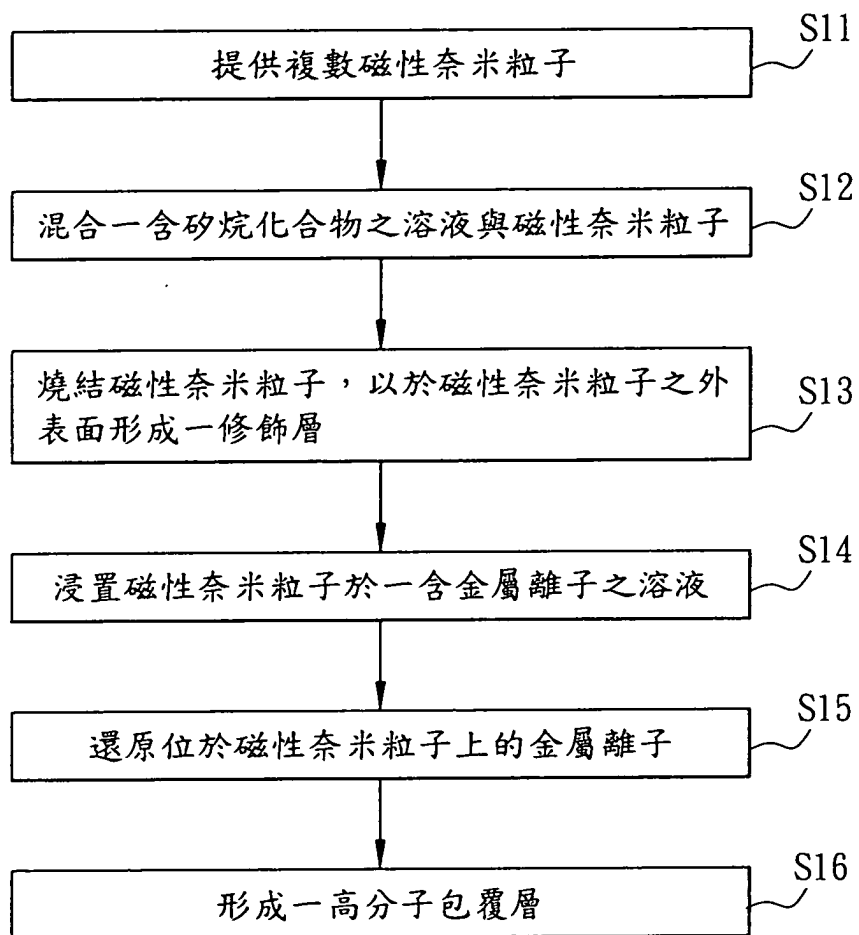 S11
提供複數磁性奈米粒子
S12
混合一含矽烷化合物之溶液與磁性奈米粒子
S13
燒結磁性奈米粒子,以於磁性奈米粒子之外
表面形成一修飾層
S14
浸置磁性奈米粒子於一含金屬離子之溶液
S15
還原位於磁性奈米粒子上的金屬離子
S16
形成一高分子包覆層